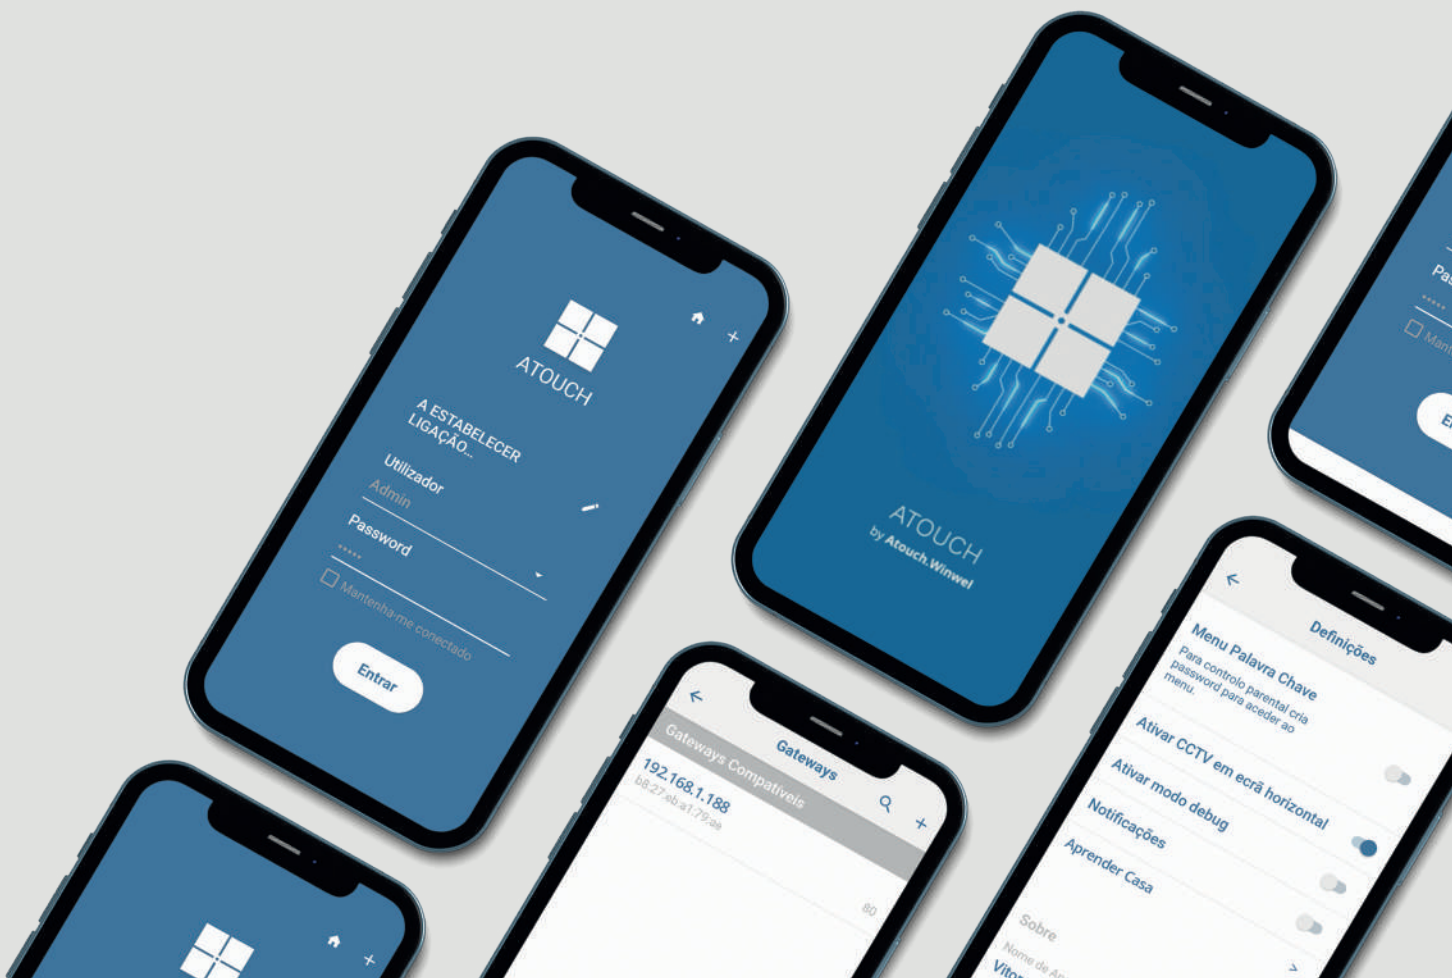 ATOUCH
A ESTABELECER
LIGAÇÃO...
Utilizador
Admin
Password
•••••
Mantenha-me conectado
Entrar
ATOUCH
by Atouch.Winwel
Gateways
Gateways Compatíveis
192.168.1.188
b8:27:eb:a1:79:ae
80
Definições
Menu Palavra Chave
Para controlo parental cria
password para aceder ao
menu.
Ativar CCTV em ecrã horizontal
Ativar modo debug
Notificações
Aprender Casa
Sobre
Nome de